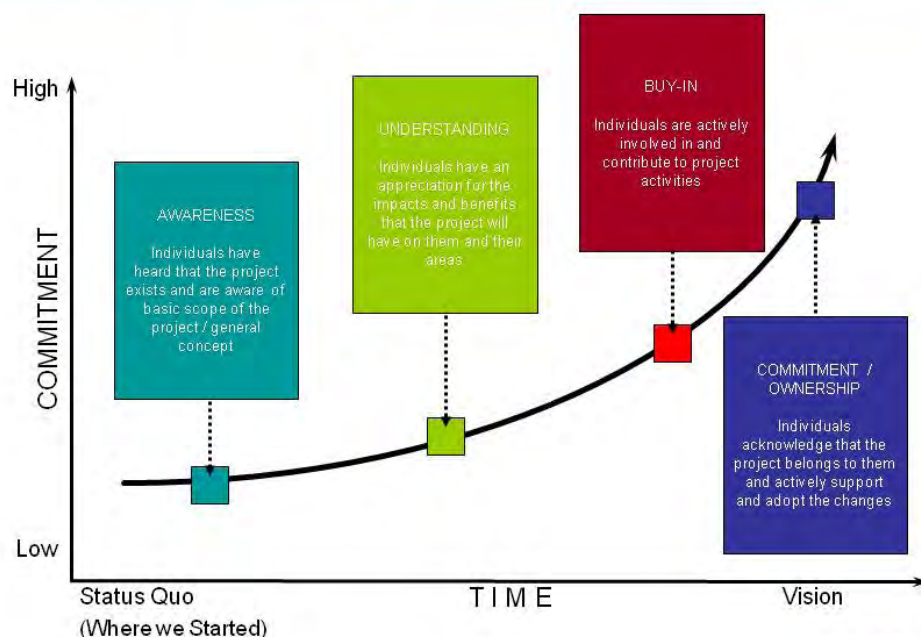 High
COMMITMENT
Low
AWARENESS
Individuals have
heard that the project
exists and are aware of
basic scope of the
project / general
concept
UNDERSTANDING
Individuals have an
appreciation for the
impacts and benefits
that the project will
have on them and their
areas
BUY-IN
Individuals are actively
involved in and
contribute to project
activities
COMMITMENT /
OWNERSHIP
Individuals
acknowledge that the
project belongs to them
and actively support
and adopt the changes
Status Quo
(Where we Started)
TIME
Vision